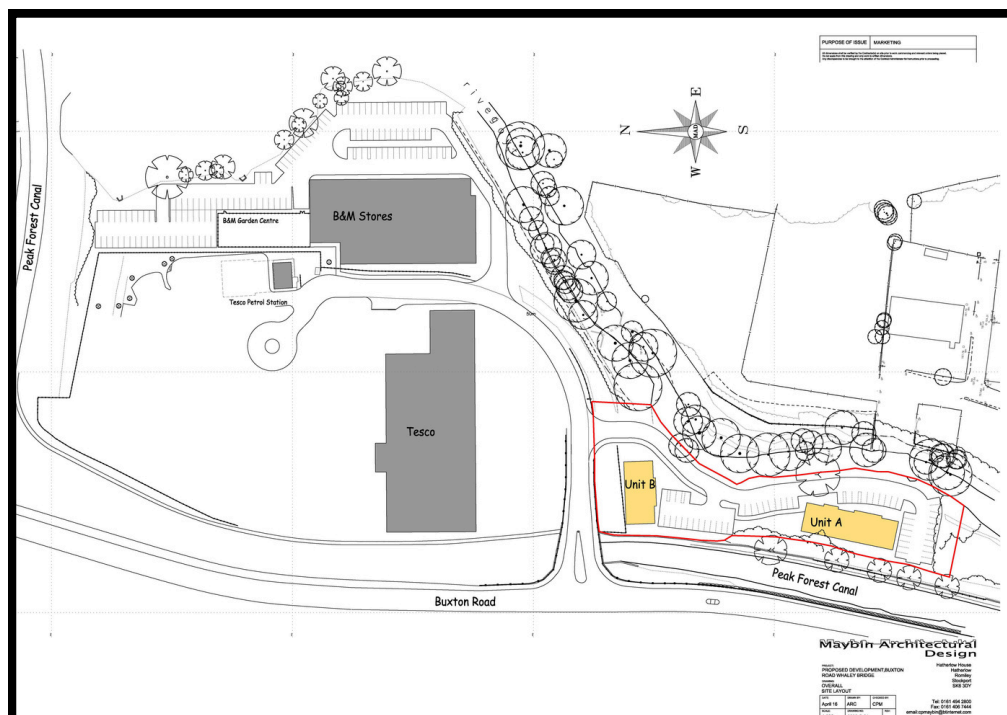 PURPOSE OF ISSUE MARKETING
E
N
MAD
S
W
Peak Forest Canal
B&M Garden Centre
B&M Stores
Tesco Petrol Station
Tesco
Unit B
Unit A
Peak Forest Canal
Buxton Road
Maybin Architectural
Design
PROPOSED DEVELOPMENT,BUXTON
ROAD WHALEY BRIDGE
OVERALL
SITE LAYOUT
Hatherlow House
Hatherlow
Romiley
Stockport
SK6 3DY
April 18 ARC CPM
Tel: 0161 494 2800
Fax: 0161 406 7444